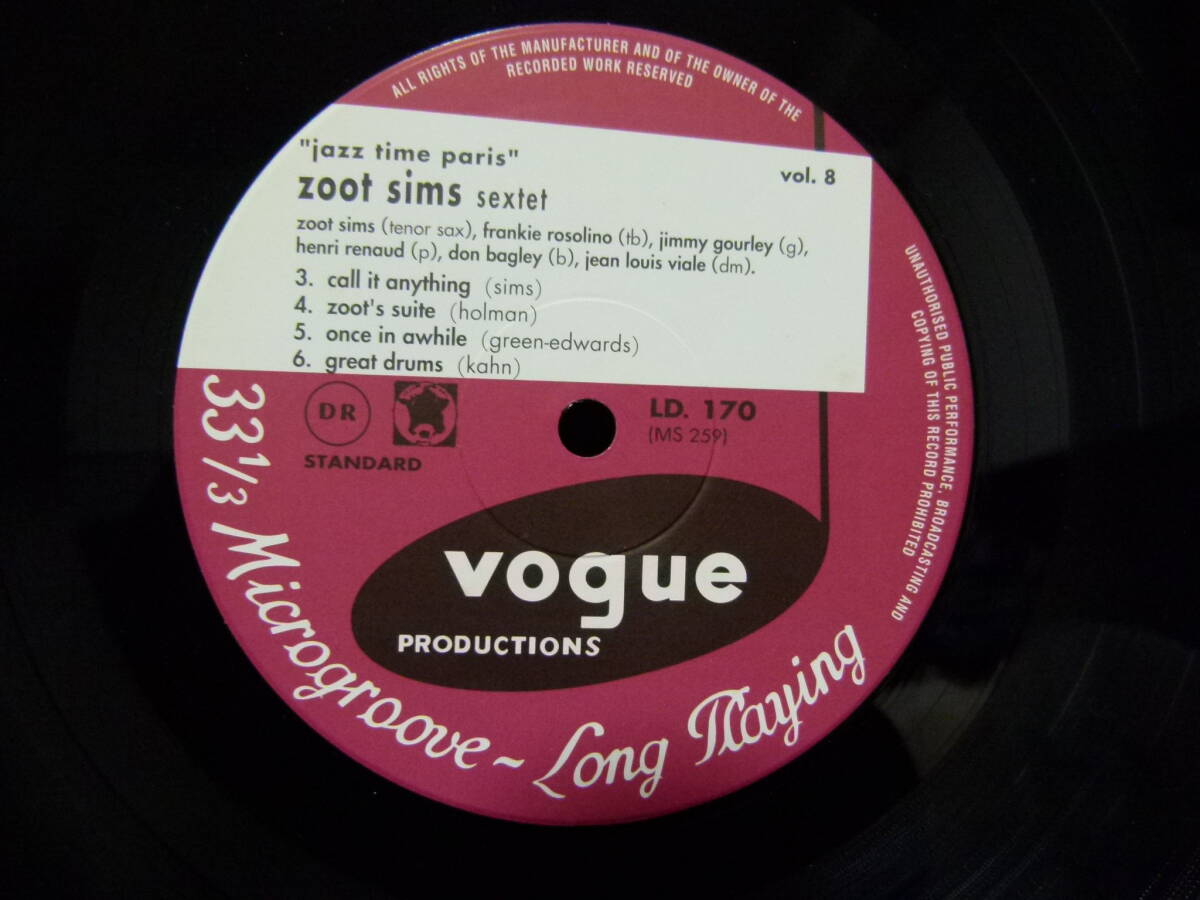 ALL RIGHTS OF THE MANUFACTURER AND OF THE OWNER OF THE
RECORDED WORK RESERVED
"jazz time paris"
vol. 8
zoot sims sextet
zoot sims (tenor sax), frankie rosolino (tb), jimmy gourley (g),
henri renaud (p), don bagley (b), jean louis viale (dm).
3. call it anything (sims)
4. zoot's suite (holman)
5. once in awhile (green-edwards)
6. great drums (kahn)
DR
STANDARD
LD. 170
(MS 259)
UNAUTHORISED PUBLIC PERFORMANCE, BROADCASTING AND
COPYING OF THIS RECORD PROHIBITED
vogue
PRODUCTIONS
33 1/3 Microgroove ~ Long Playing